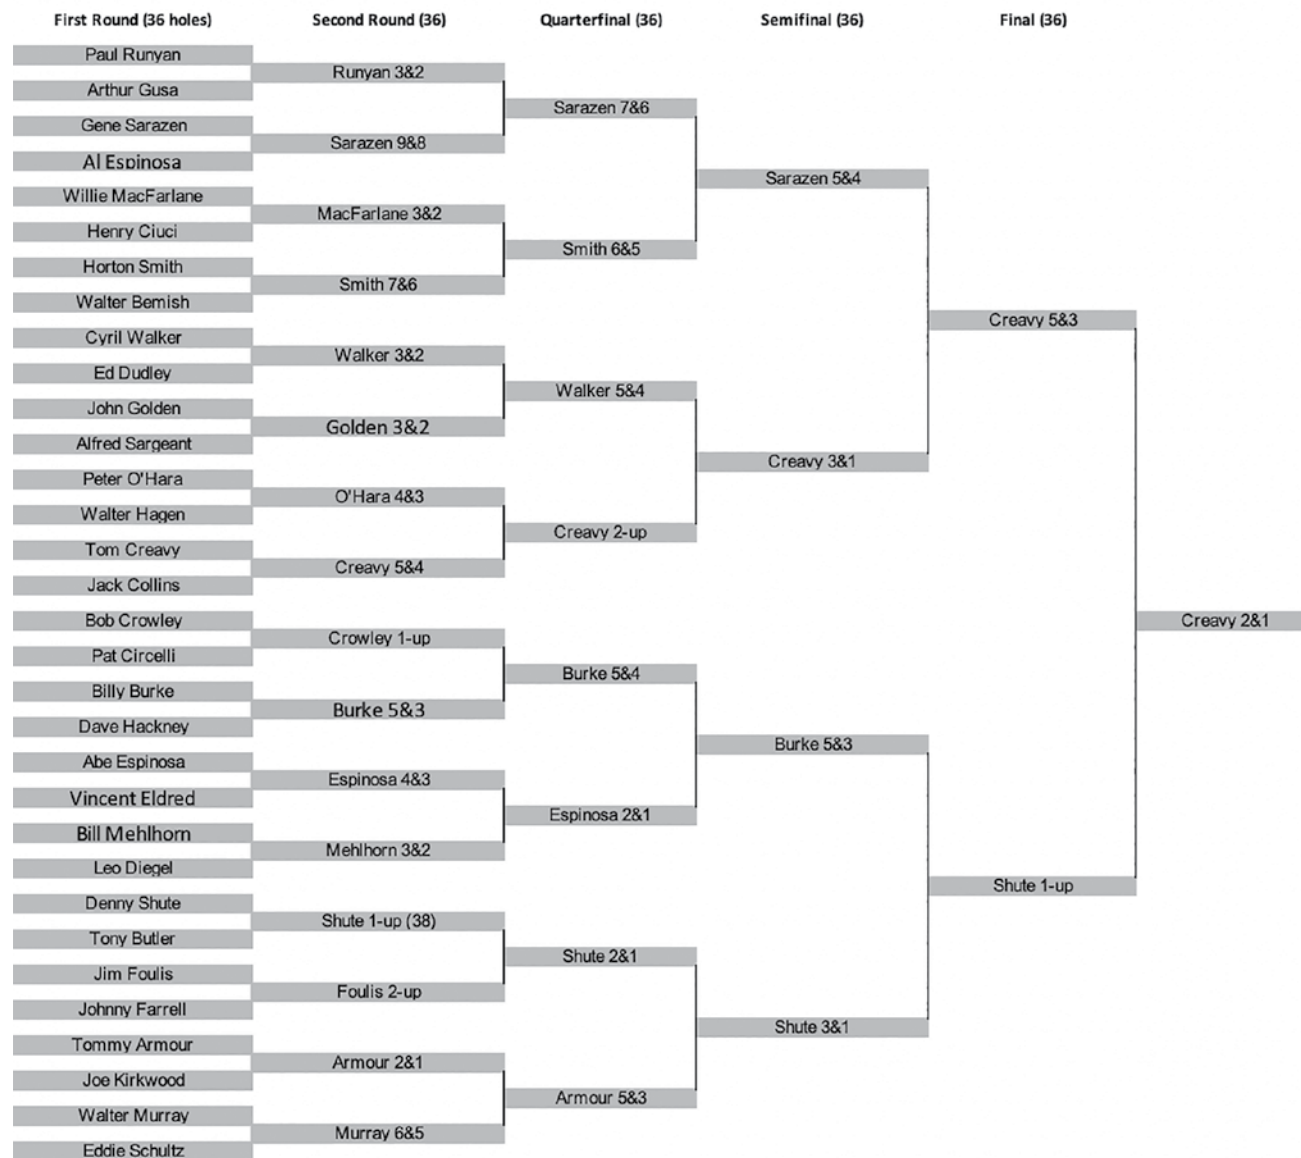 First Round (36 holes)
Second Round (36)
Quarterfinal (36)
Semifinal (36)
Final (36)
Paul Runyan
Arthur Gusa
Gene Sarazen
Al Espinosa
Willie MacFarlane
Henry Ciuci
Horton Smith
Walter Bemish
Cyril Walker
Ed Dudley
John Golden
Alfred Sargeant
Peter O'Hara
Walter Hagen
Tom Creavy
Jack Collins
Bob Crowley
Pat Circelli
Billy Burke
Dave Hackney
Abe Espinosa
Vincent Eldred
Bill Mehlhorn
Leo Diegel
Denny Shute
Tony Butler
Jim Foulis
Johnny Farrell
Tommy Armour
Joe Kirkwood
Walter Murray
Eddie Schultz
Runyan 3&2
Sarazen 9&8
MacFarlane 3&2
Smith 7&6
Walker 3&2
Golden 3&2
O'Hara 4&3
Creavy 5&4
Crowley 1-up
Burke 5&3
Espinosa 4&3
Mehlhorn 3&2
Shute 1-up (38)
Foulis 2-up
Armour 2&1
Murray 6&5
Sarazen 7&6
Smith 6&5
Walker 5&4
Creavy 2-up
Burke 5&4
Espinosa 2&1
Shute 2&1
Armour 5&3
Sarazen 5&4
Creavy 3&1
Burke 5&3
Shute 3&1
Creavy 5&3
Shute 1-up
Creavy 2&1